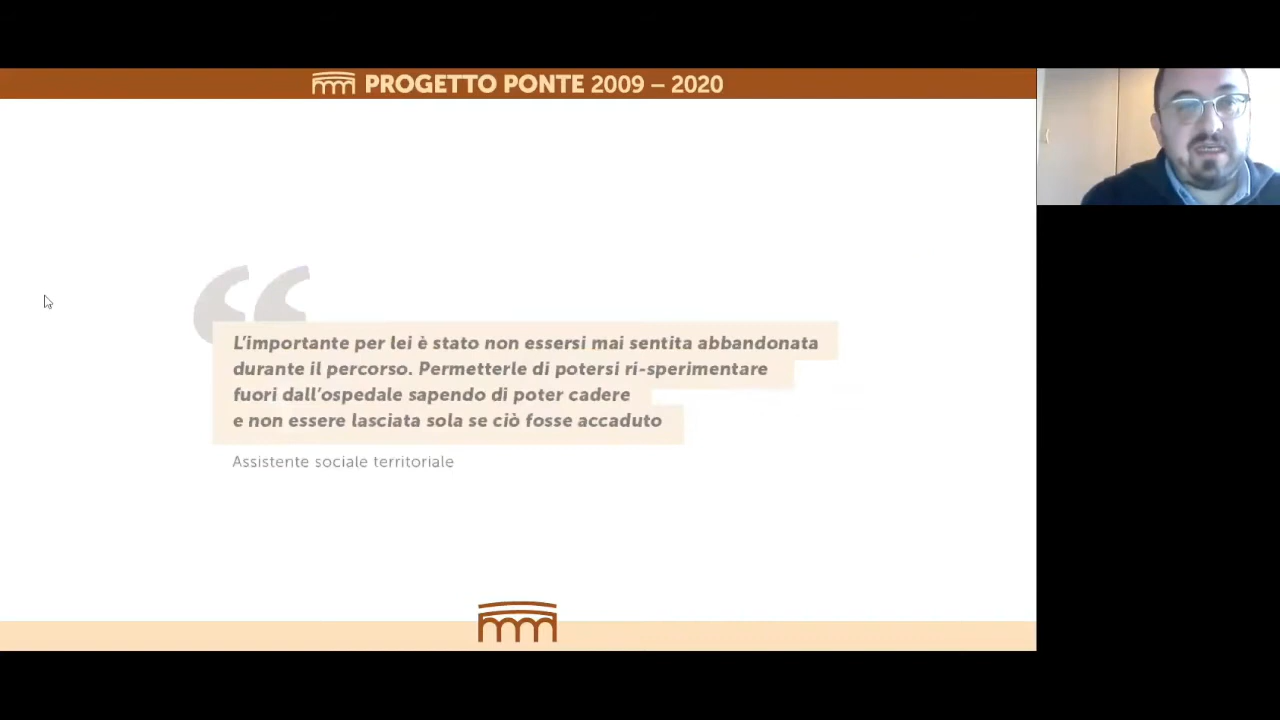 PROGETTO PONTE 2009 – 2020
L’importante per lei è stato non essersi mai sentita abbandonata
durante il percorso. Permetterle di potersi ri-sperimentare
fuori dall’ospedale sapendo di poter cadere
e non essere lasciata sola se ciò fosse accaduto
Assistente sociale territoriale